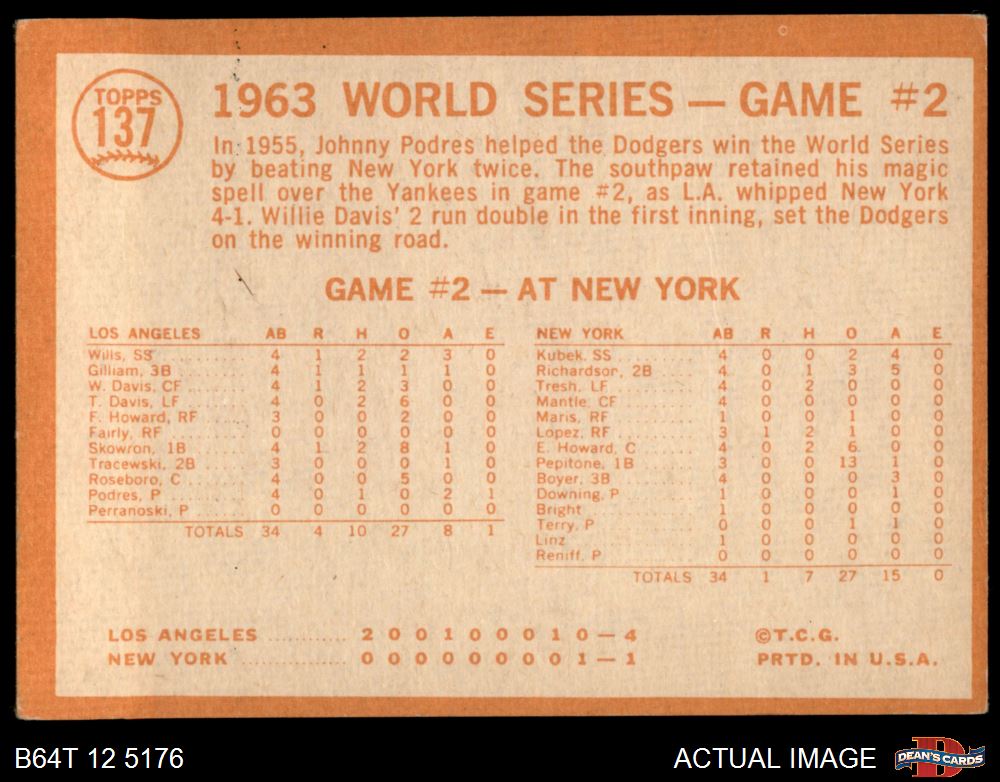 TOPPS
137
1963 WORLD SERIES — GAME #2
In 1955, Johnny Podres helped the Dodgers win the World Series
by beating New York twice. The southpaw retained his magic
spell over the Yankees in game #2, as L.A. whipped New York
4-1. Willie Davis' 2 run double in the first inning, set the Dodgers
on the winning road.
GAME #2 — AT NEW YORK
LOS ANGELES AB R H O A E
Wills, SS 4 1 2 2 3 0
Gilliam, 3B 4 1 1 1 1 0
W. Davis, CF 4 1 2 3 0 0
T. Davis, LF 4 0 2 6 0 0
F. Howard, RF 3 0 0 2 0 0
Fairly, RF 0 0 0 0 0 0
Skowron, 1B 4 1 2 8 1 0
Tracewski, 2B 3 0 0 0 1 0
Roseboro, C 4 0 0 5 0 0
Podres, P 4 0 1 0 2 1
Perranoski, P 0 0 0 0 0 0
TOTALS 34 4 10 27 8 1
NEW YORK AB R H O A E
Kubek, SS 4 0 0 2 4 0
Richardson, 2B 4 0 1 3 5 0
Tresh, LF 4 0 2 0 0 0
Mantle, CF 4 0 0 0 0 0
Maris, RF 1 0 0 1 0 0
Lopez, RF 3 1 2 1 0 0
E. Howard, C 4 0 2 6 0 0
Pepitone, 1B 3 0 0 13 1 0
Boyer, 3B 4 0 0 0 3 0
Downing, P 1 0 0 0 1 0
Bright 1 0 0 0 0 0
Terry, P 0 0 0 1 1 0
Linz 1 0 0 0 0 0
Reniff, P 0 0 0 0 0 0
TOTALS 34 1 7 27 15 0
LOS ANGELES 2 0 0 1 0 0 0 1 0 — 4
NEW YORK 0 0 0 0 0 0 0 0 1 — 1
©T.C.G.
PRTD. IN U.S.A.
B64T 12 5176
ACTUAL IMAGE
D
DEAN'S CARDS